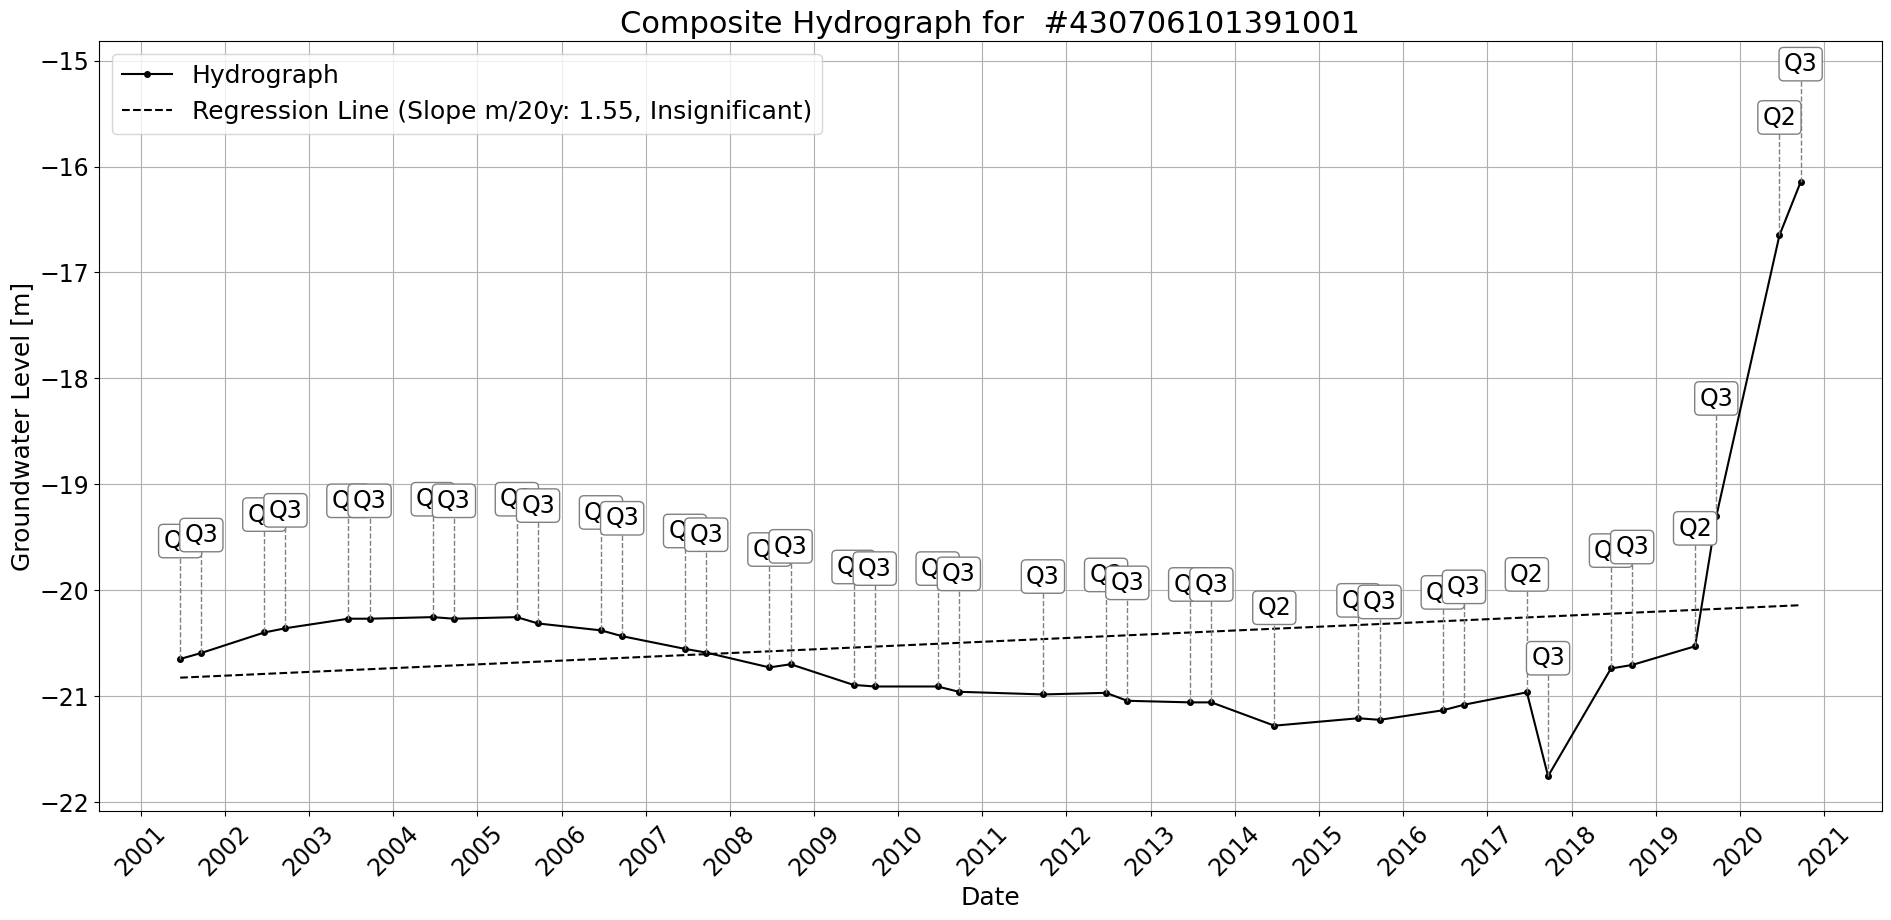 Composite Hydrograph for #430706101391001
Hydrograph
Regression Line (Slope m/20y: 1.55, Insignificant)
Groundwater Level [m]
−15
−16
−17
−18
−19
−20
−21
−22
Q3
Q3
Q3
Q3
Q3
Q3
Q3
Q3
Q3
Q3
Q3
Q3
Q3
Q2
Q3
Q3
Q2
Q3
Q3
Q2
Q3
Q2
Q3
2001
2002
2003
2004
2005
2006
2007
2008
2009
2010
2011
2012
2013
2014
2015
2016
2017
2018
2019
2020
2021
Date